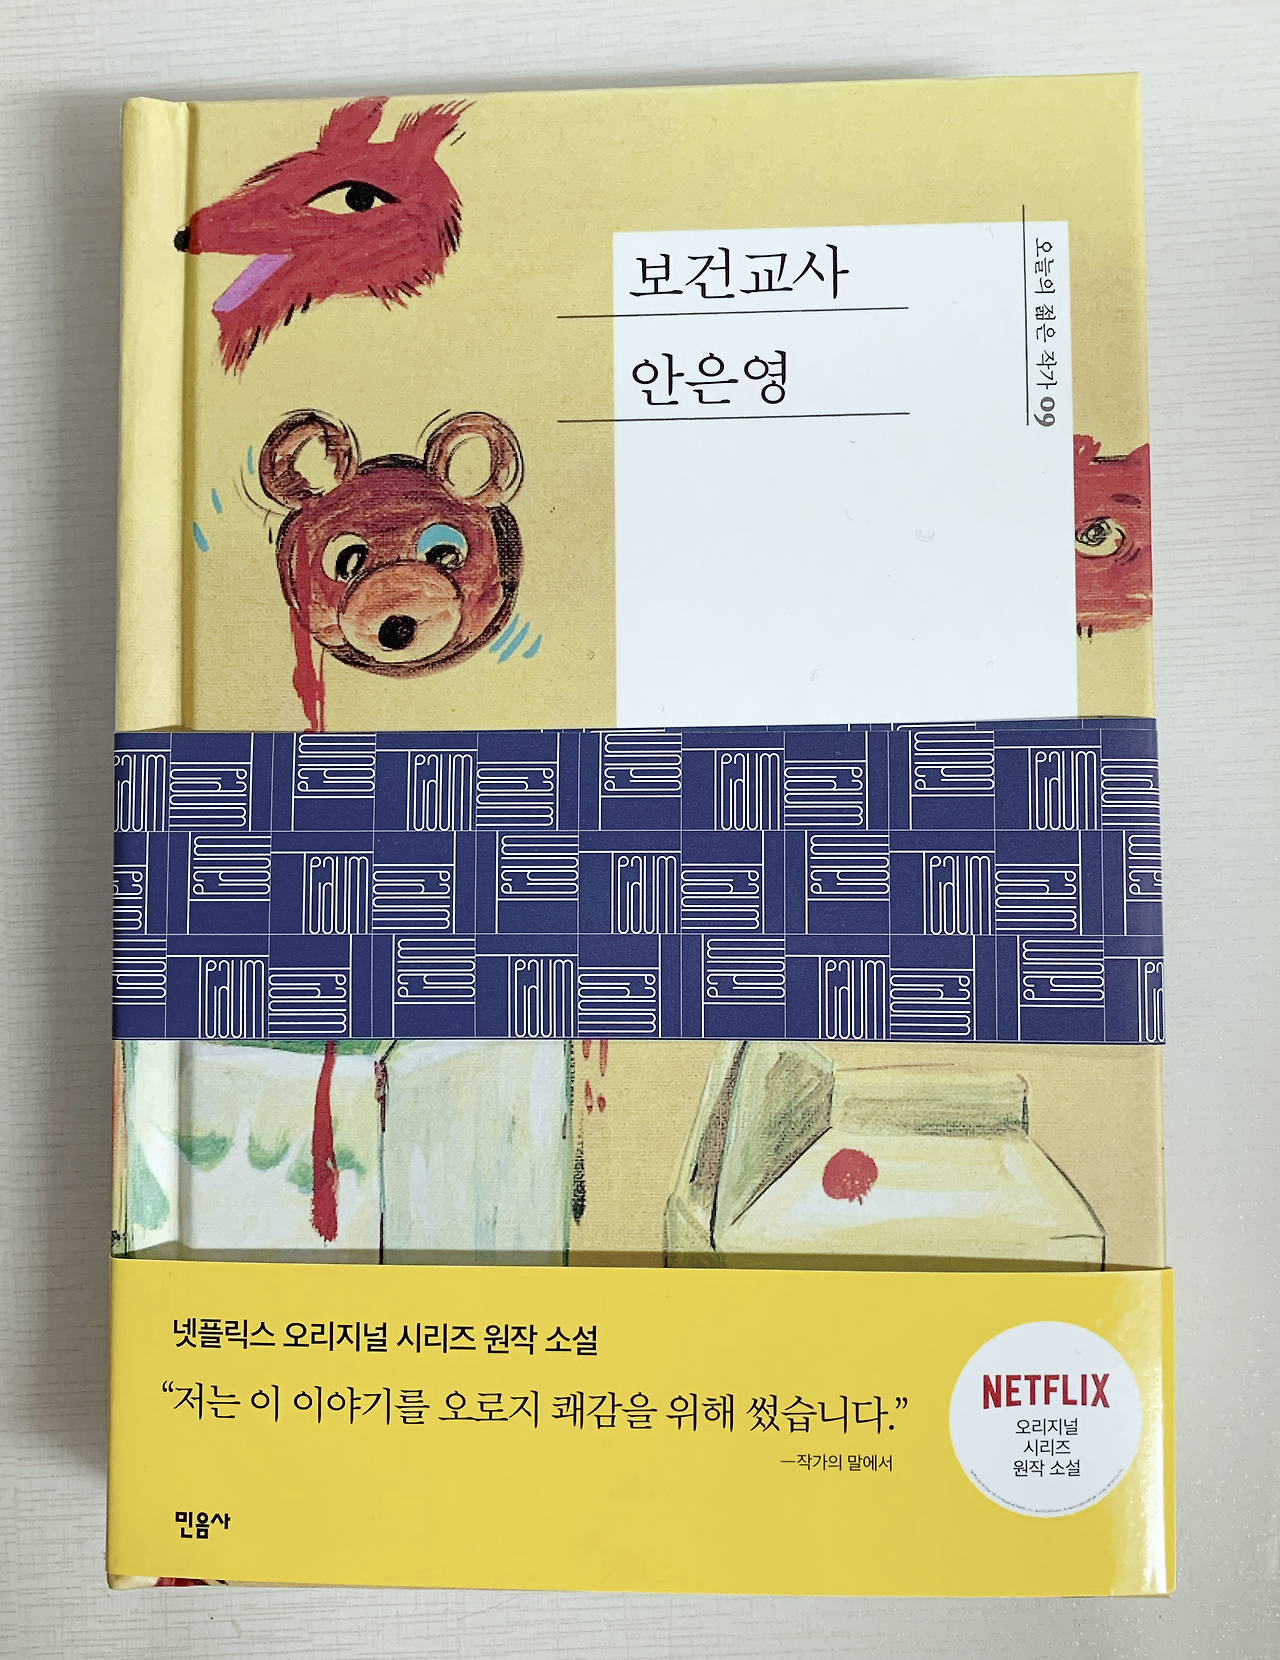 보건교사
안은영
오늘의 젊은 작가 09
넷플릭스 오리지널 시리즈 원작 소설
“저는 이 이야기를 오로지 쾌감을 위해 썼습니다.”
—작가의 말에서
민음사
NETFLIX
오리지널
시리즈
원작 소설